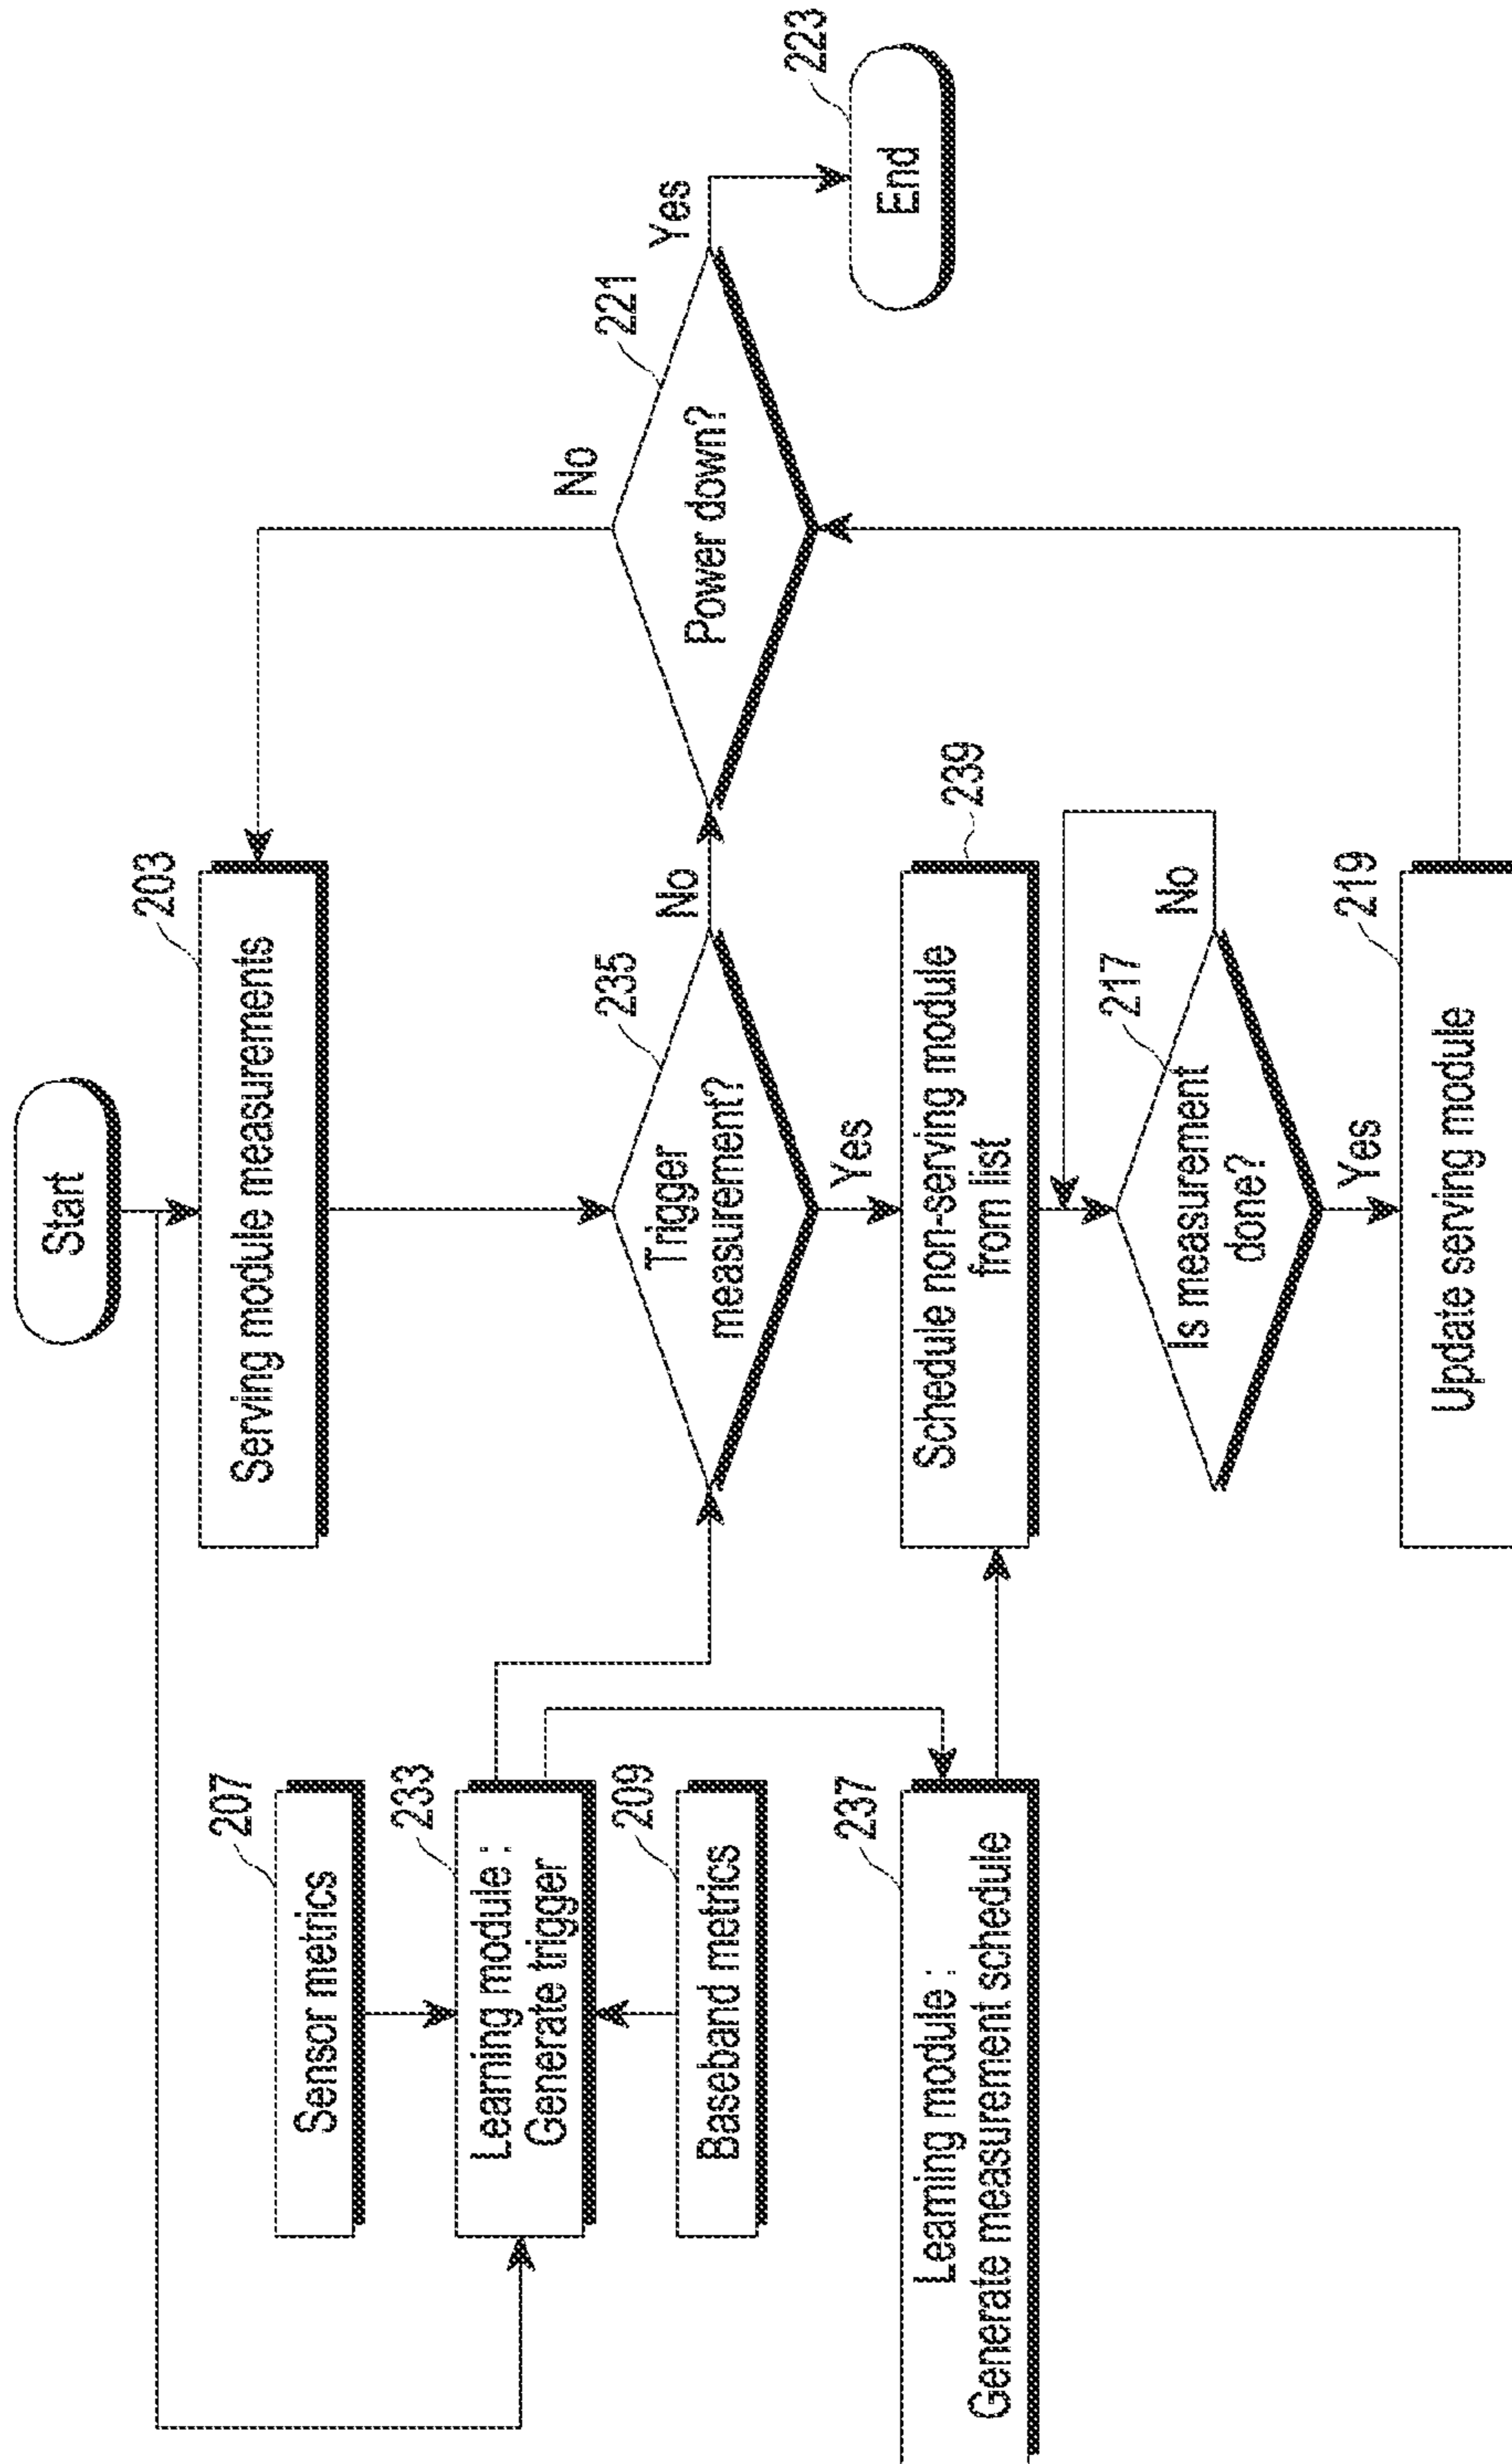 Start
203
Serving module measurements
207
Sensor metrics
233
Learning module :
Generate trigger
209
Baseband metrics
235
Trigger
measurement?
No
Yes
221
Power down?
No
Yes
223
End
237
Learning module :
Generate measurement schedule
239
Schedule non-serving module
from list
217
Is measurement
done?
No
Yes
219
Update serving module